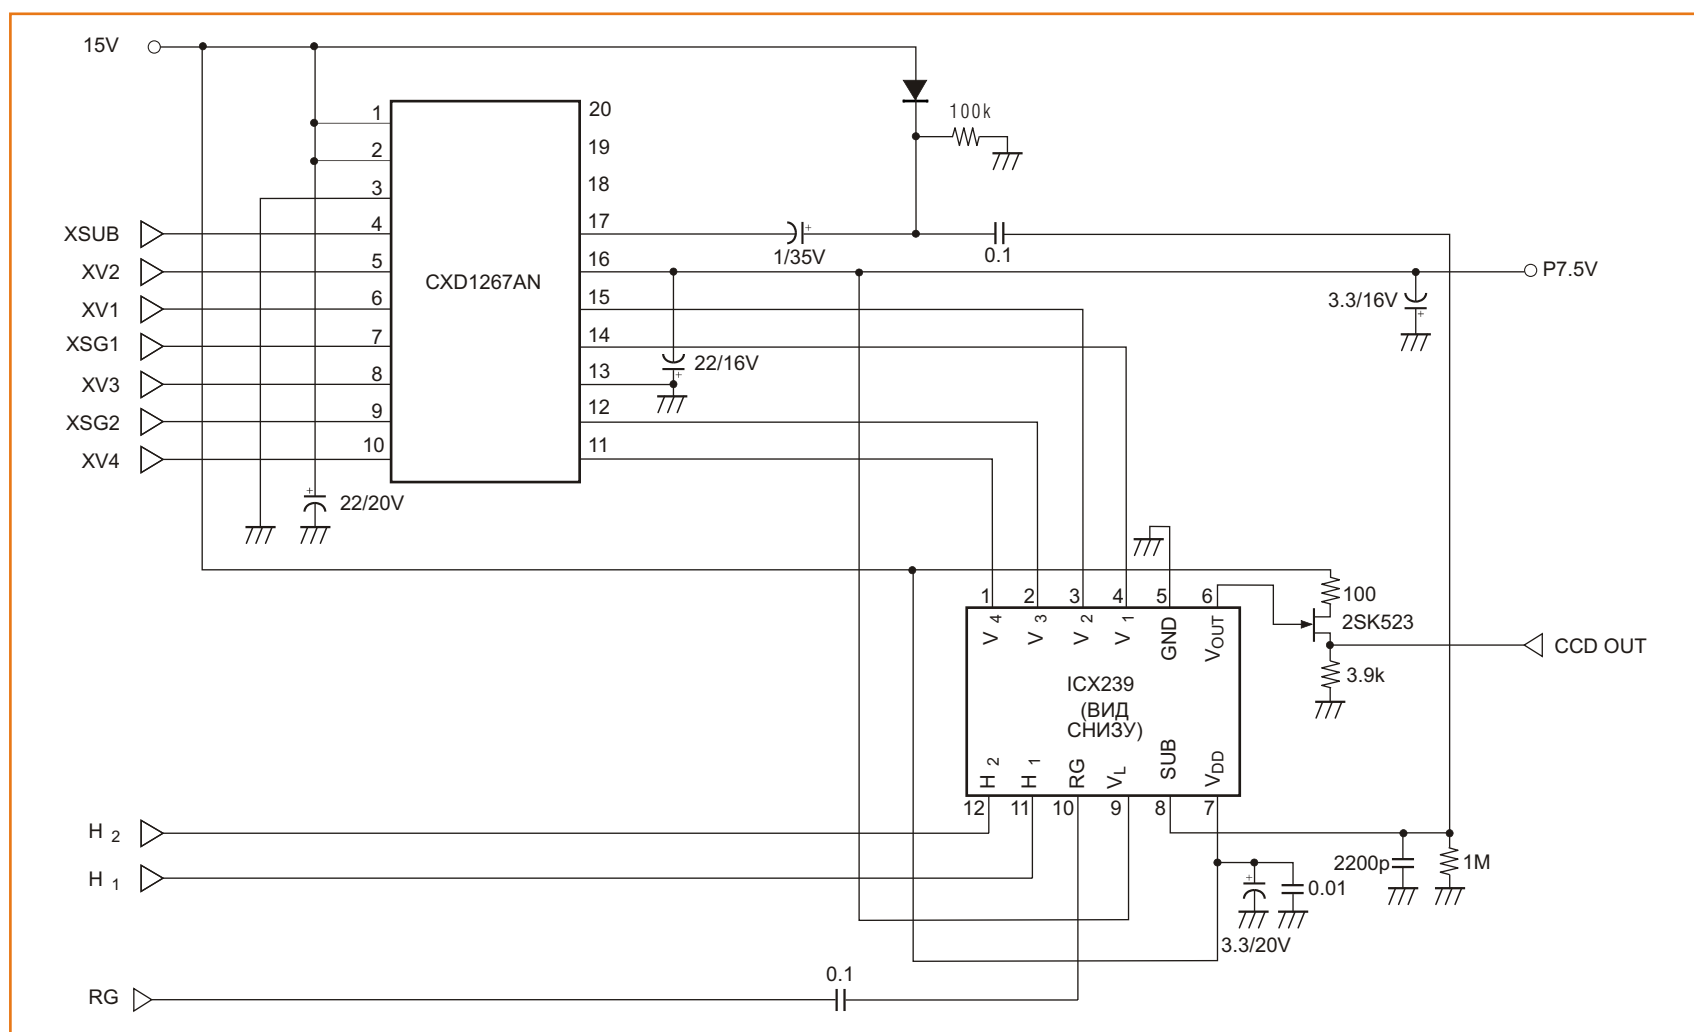 15V
1
2
3
4
5
6
7
8
9
10
XSUB
XV2
XV1
XSG1
XV3
XSG2
XV4
CXD1267AN
20
19
18
17
16
15
14
13
12
11
100k
1/35V
0.1
P7.5V
3.3/16V
22/16V
22/20V
1 2 3 4 5 6
V4 V3 V2 V1 GND VOUT
100
2SK523
CCD OUT
3.9k
ICX239
(ВИД
СНИЗУ)
H2 H1 RG VL SUB VDD
12 11 10 9 8 7
H 2
H 1
2200p
1M
0.01
3.3/20V
0.1
RG